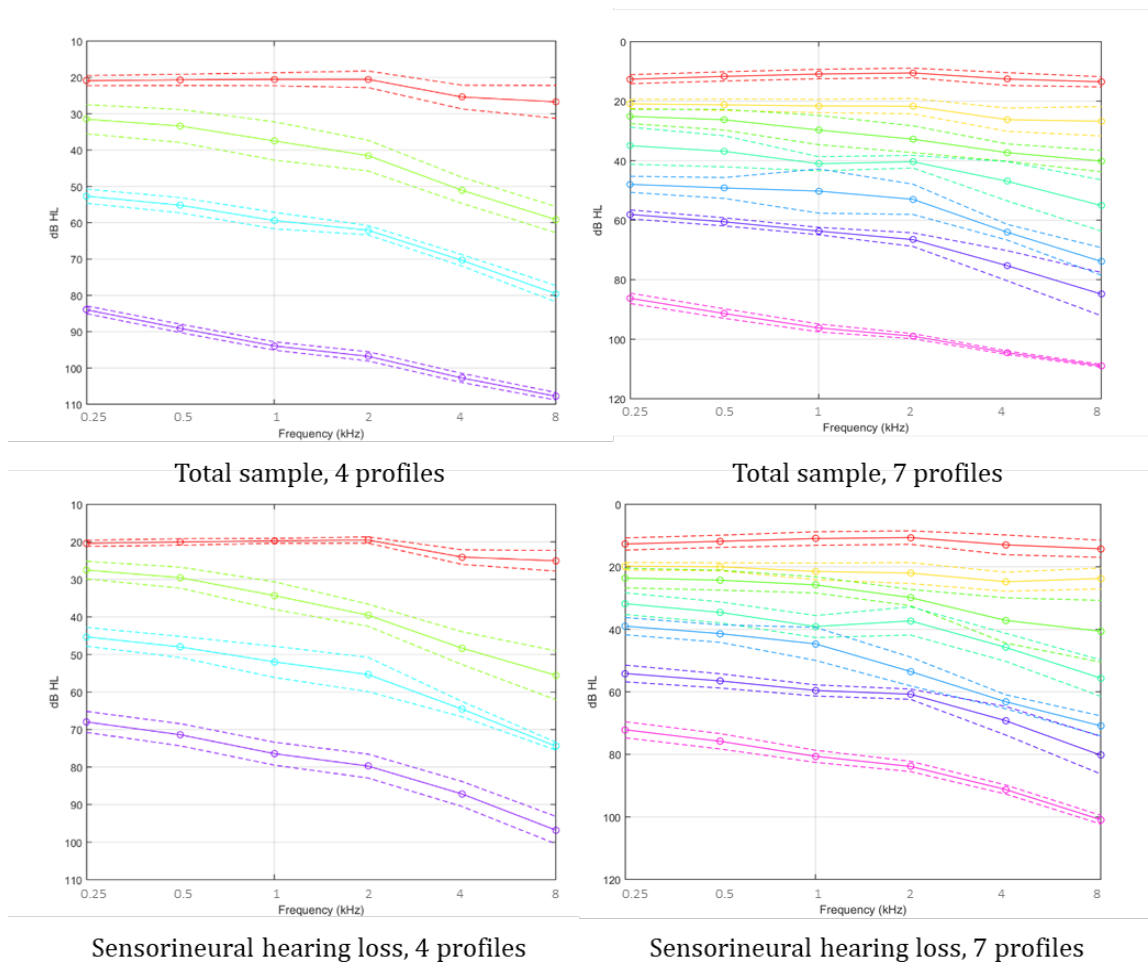 10
20
30
40
50
60
70
80
90
100
110
dB HL
0.25 0.5 1 2 4 8
Frequency (kHz)
Total sample, 4 profiles
0
20
40
60
80
100
120
dB HL
0.25 0.5 1 2 4 8
Frequency (kHz)
Total sample, 7 profiles
10
20
30
40
50
60
70
80
90
100
110
dB HL
0.25 0.5 1 2 4 8
Frequency (kHz)
Sensorineural hearing loss, 4 profiles
0
20
40
60
80
100
120
dB HL
0.25 0.5 1 2 4 8
Frequency (kHz)
Sensorineural hearing loss, 7 profiles